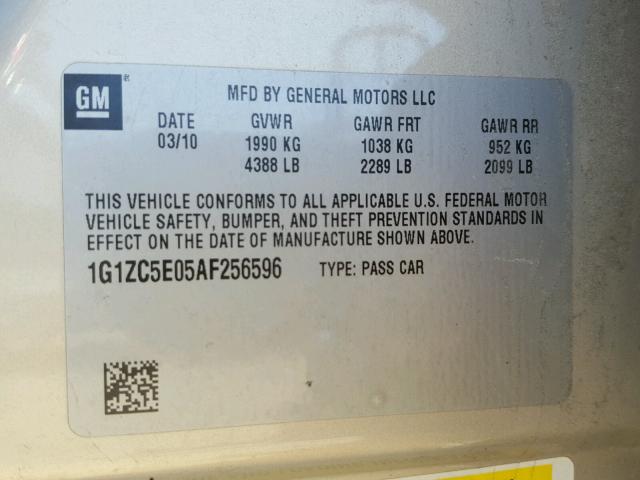 GM
MFD BY GENERAL MOTORS LLC
DATE GVWR GAWR FRT GAWR RR
03/10 1990 KG 1038 KG 952 KG
4388 LB 2289 LB 2099 LB
THIS VEHICLE CONFORMS TO ALL APPLICABLE U.S. FEDERAL MOTOR
VEHICLE SAFETY, BUMPER, AND THEFT PREVENTION STANDARDS IN
EFFECT ON THE DATE OF MANUFACTURE SHOWN ABOVE.
1G1ZC5E05AF256596 TYPE: PASS CAR